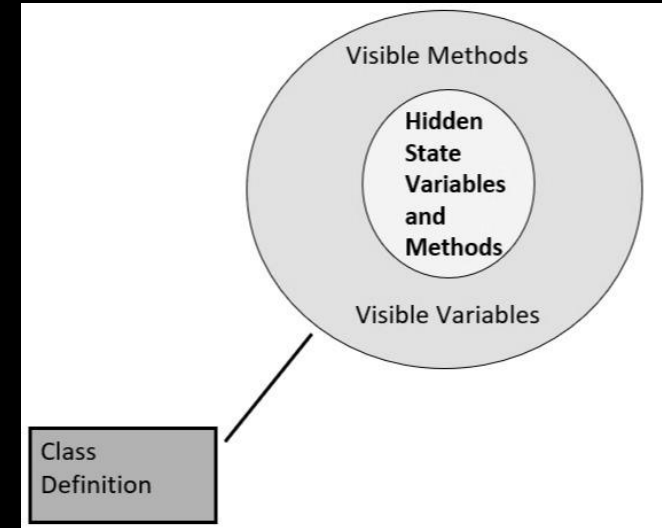 Visible Methods
Hidden
State
Variables
and
Methods
Visible Variables
Class
Definition